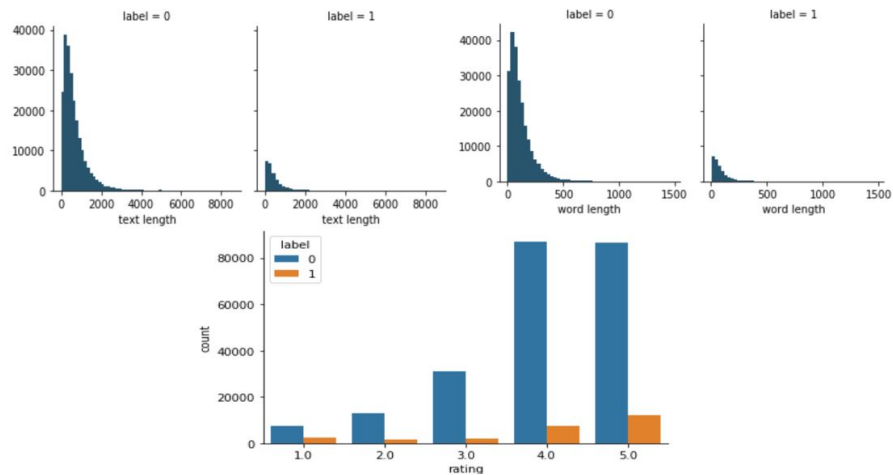 label = 0
label = 1
40000
30000
20000
10000
0
0 2000 4000 6000 8000
0 2000 4000 6000 8000
text length
text length
label = 0
label = 1
40000
30000
20000
10000
0
0 500 1000 1500
0 500 1000 1500
word length
word length
label
0
1
80000
60000
40000
20000
0
count
1.0 2.0 3.0 4.0 5.0
rating